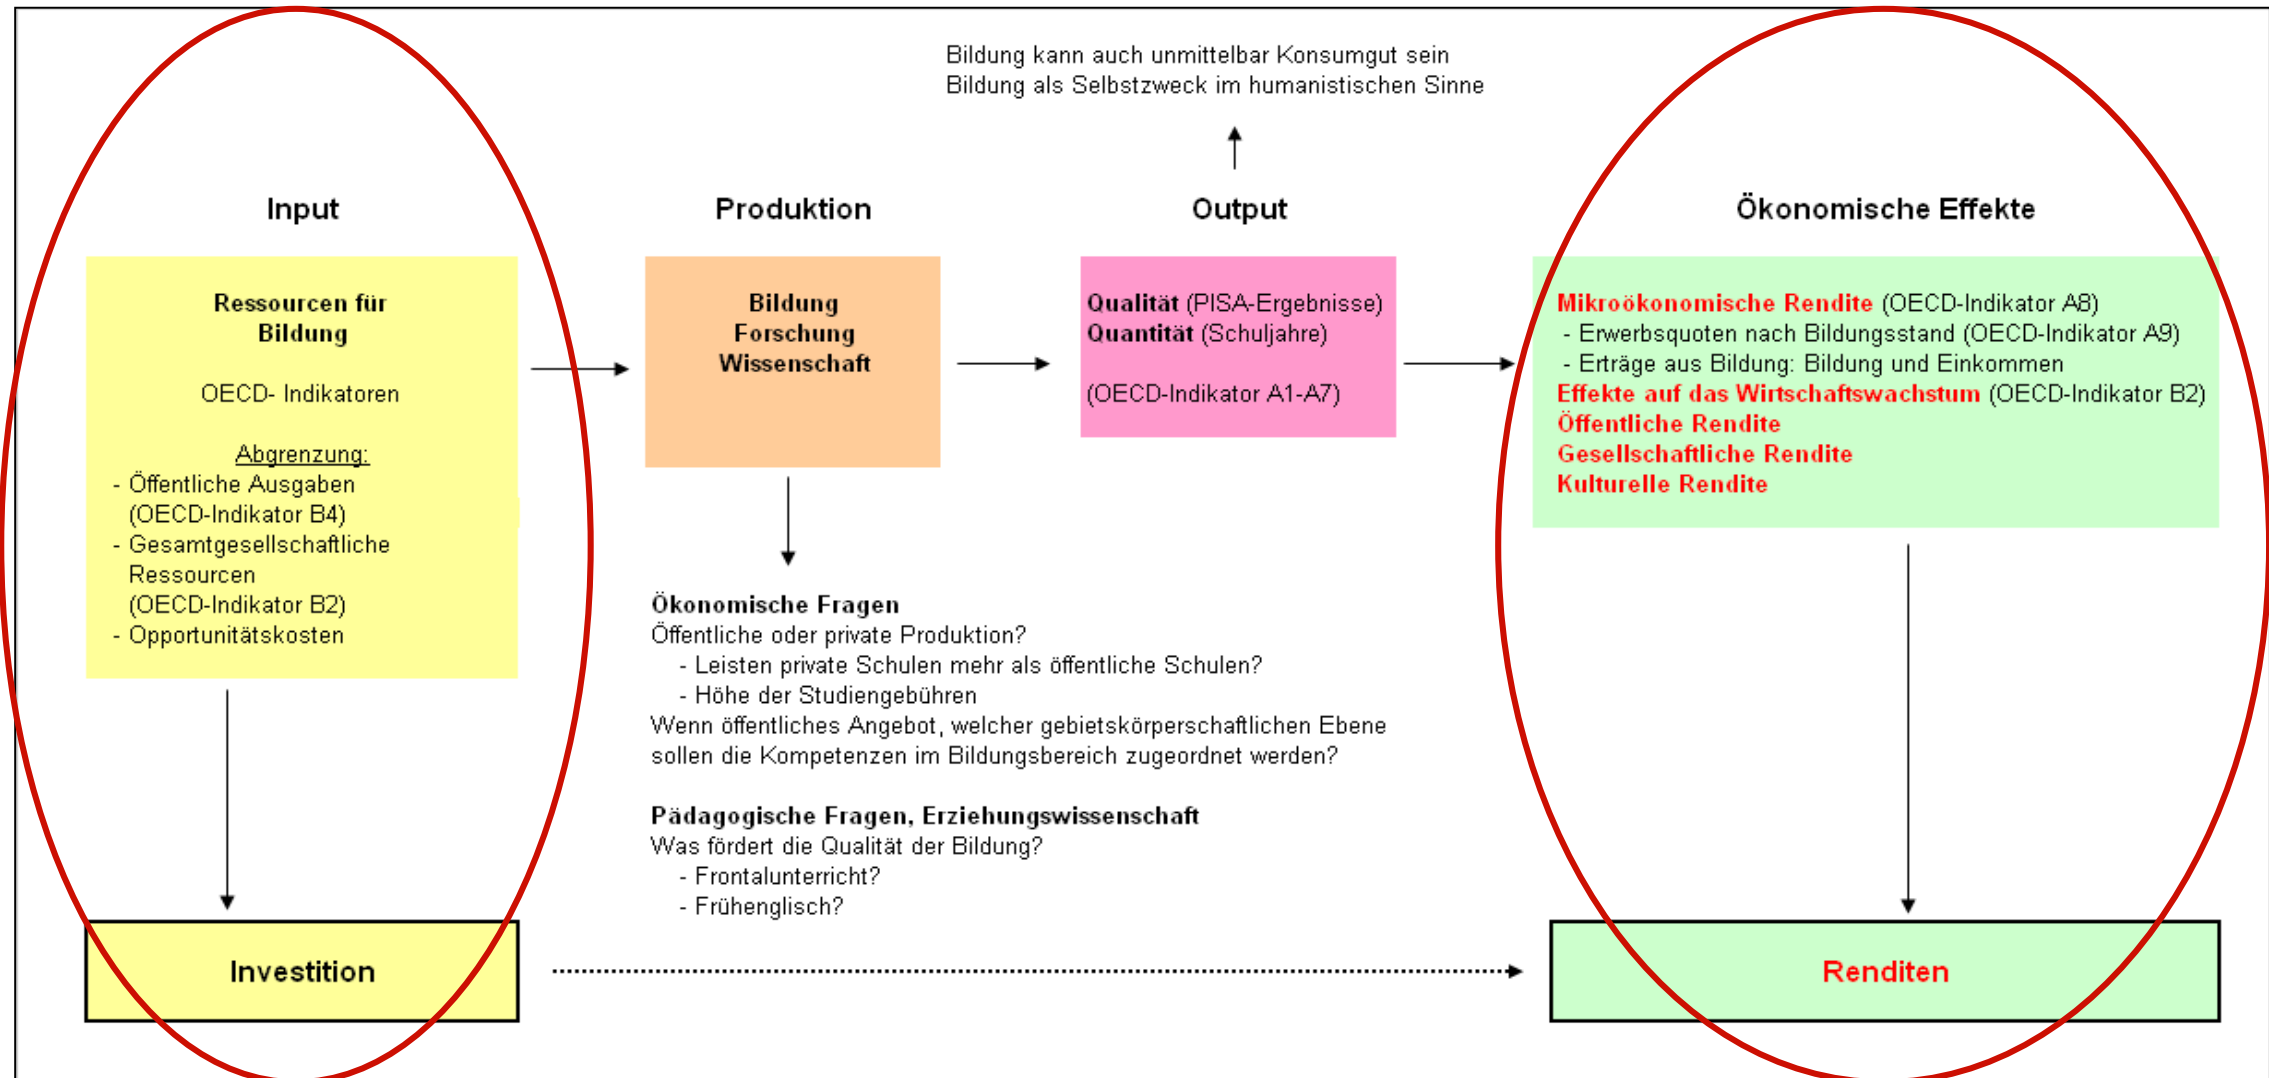 Bildung kann auch unmittelbar Konsumgut sein
Bildung als Selbstzweck im humanistischen Sinne
Input
Ressourcen für
Bildung
OECD- Indikatoren
Abgrenzung:
- Öffentliche Ausgaben
(OECD-Indikator B4)
- Gesamtgesellschaftliche
Ressourcen
(OECD-Indikator B2)
- Opportunitätskosten
Investition
Produktion
Bildung
Forschung
Wissenschaft
Ökonomische Fragen
Öffentliche oder private Produktion?
- Leisten private Schulen mehr als öffentliche Schulen?
- Höhe der Studiengebühren
Wenn öffentliches Angebot, welcher gebietskörperschaftlichen Ebene
sollen die Kompetenzen im Bildungsbereich zugeordnet werden?
Pädagogische Fragen, Erziehungswissenschaft
Was fördert die Qualität der Bildung?
- Frontalunterricht?
- Frühenglisch?
Output
Qualität (PISA-Ergebnisse)
Quantität (Schuljahre)
(OECD-Indikator A1-A7)
Ökonomische Effekte
Mikroökonomische Rendite (OECD-Indikator A8)
- Erwerbsquoten nach Bildungsstand (OECD-Indikator A9)
- Erträge aus Bildung: Bildung und Einkommen
Effekte auf das Wirtschaftswachstum (OECD-Indikator B2)
Öffentliche Rendite
Gesellschaftliche Rendite
Kulturelle Rendite
Renditen